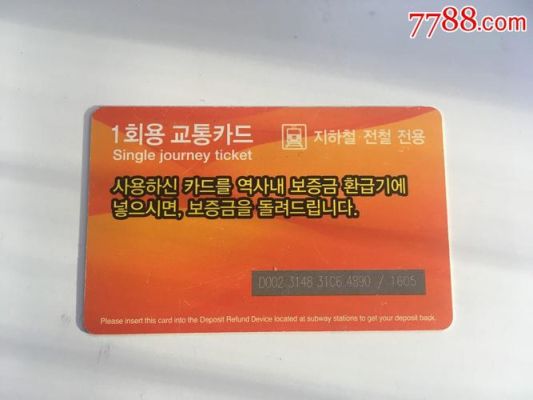 7788.com
1회용 교통카드
지하철 전철 전용
Single journey ticket
사용하신 카드를 역사내 보증금 환급기에
넣으시면, 보증금을 돌려드립니다.
D002 3148 31C6 4890 / 1605
Please insert this card into the Deposit Refund Device located at subway stations to get your deposit back.